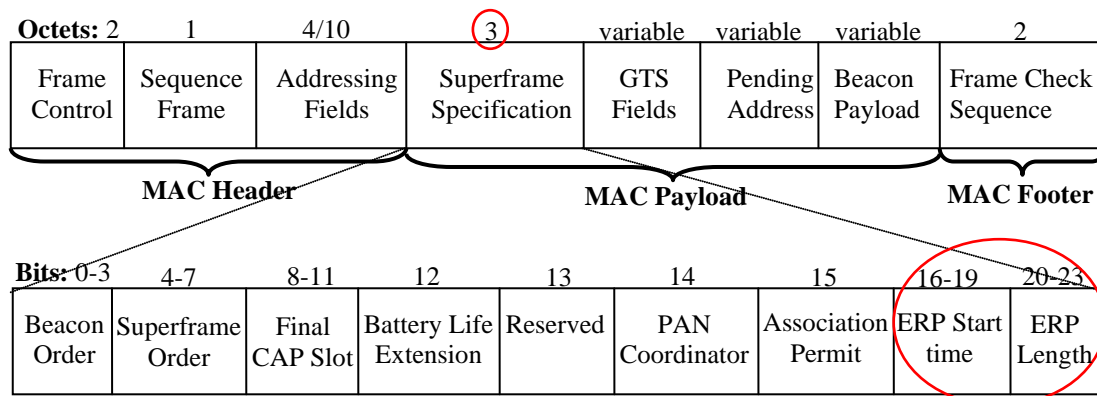 Octets: 2 1 4/10 3 variable variable variable 2
Frame Control
Sequence Frame
Addressing Fields
Superframe Specification
GTS Fields
Pending Address
Beacon Payload
Frame Check Sequence
MAC Header
MAC Payload
MAC Footer
Bits: 0-3 4-7 8-11 12 13 14 15 16-19 20-23
Beacon Order
Superframe Order
Final CAP Slot
Battery Life Extension
Reserved
PAN Coordinator
Association Permit
ERP Start time
ERP Length